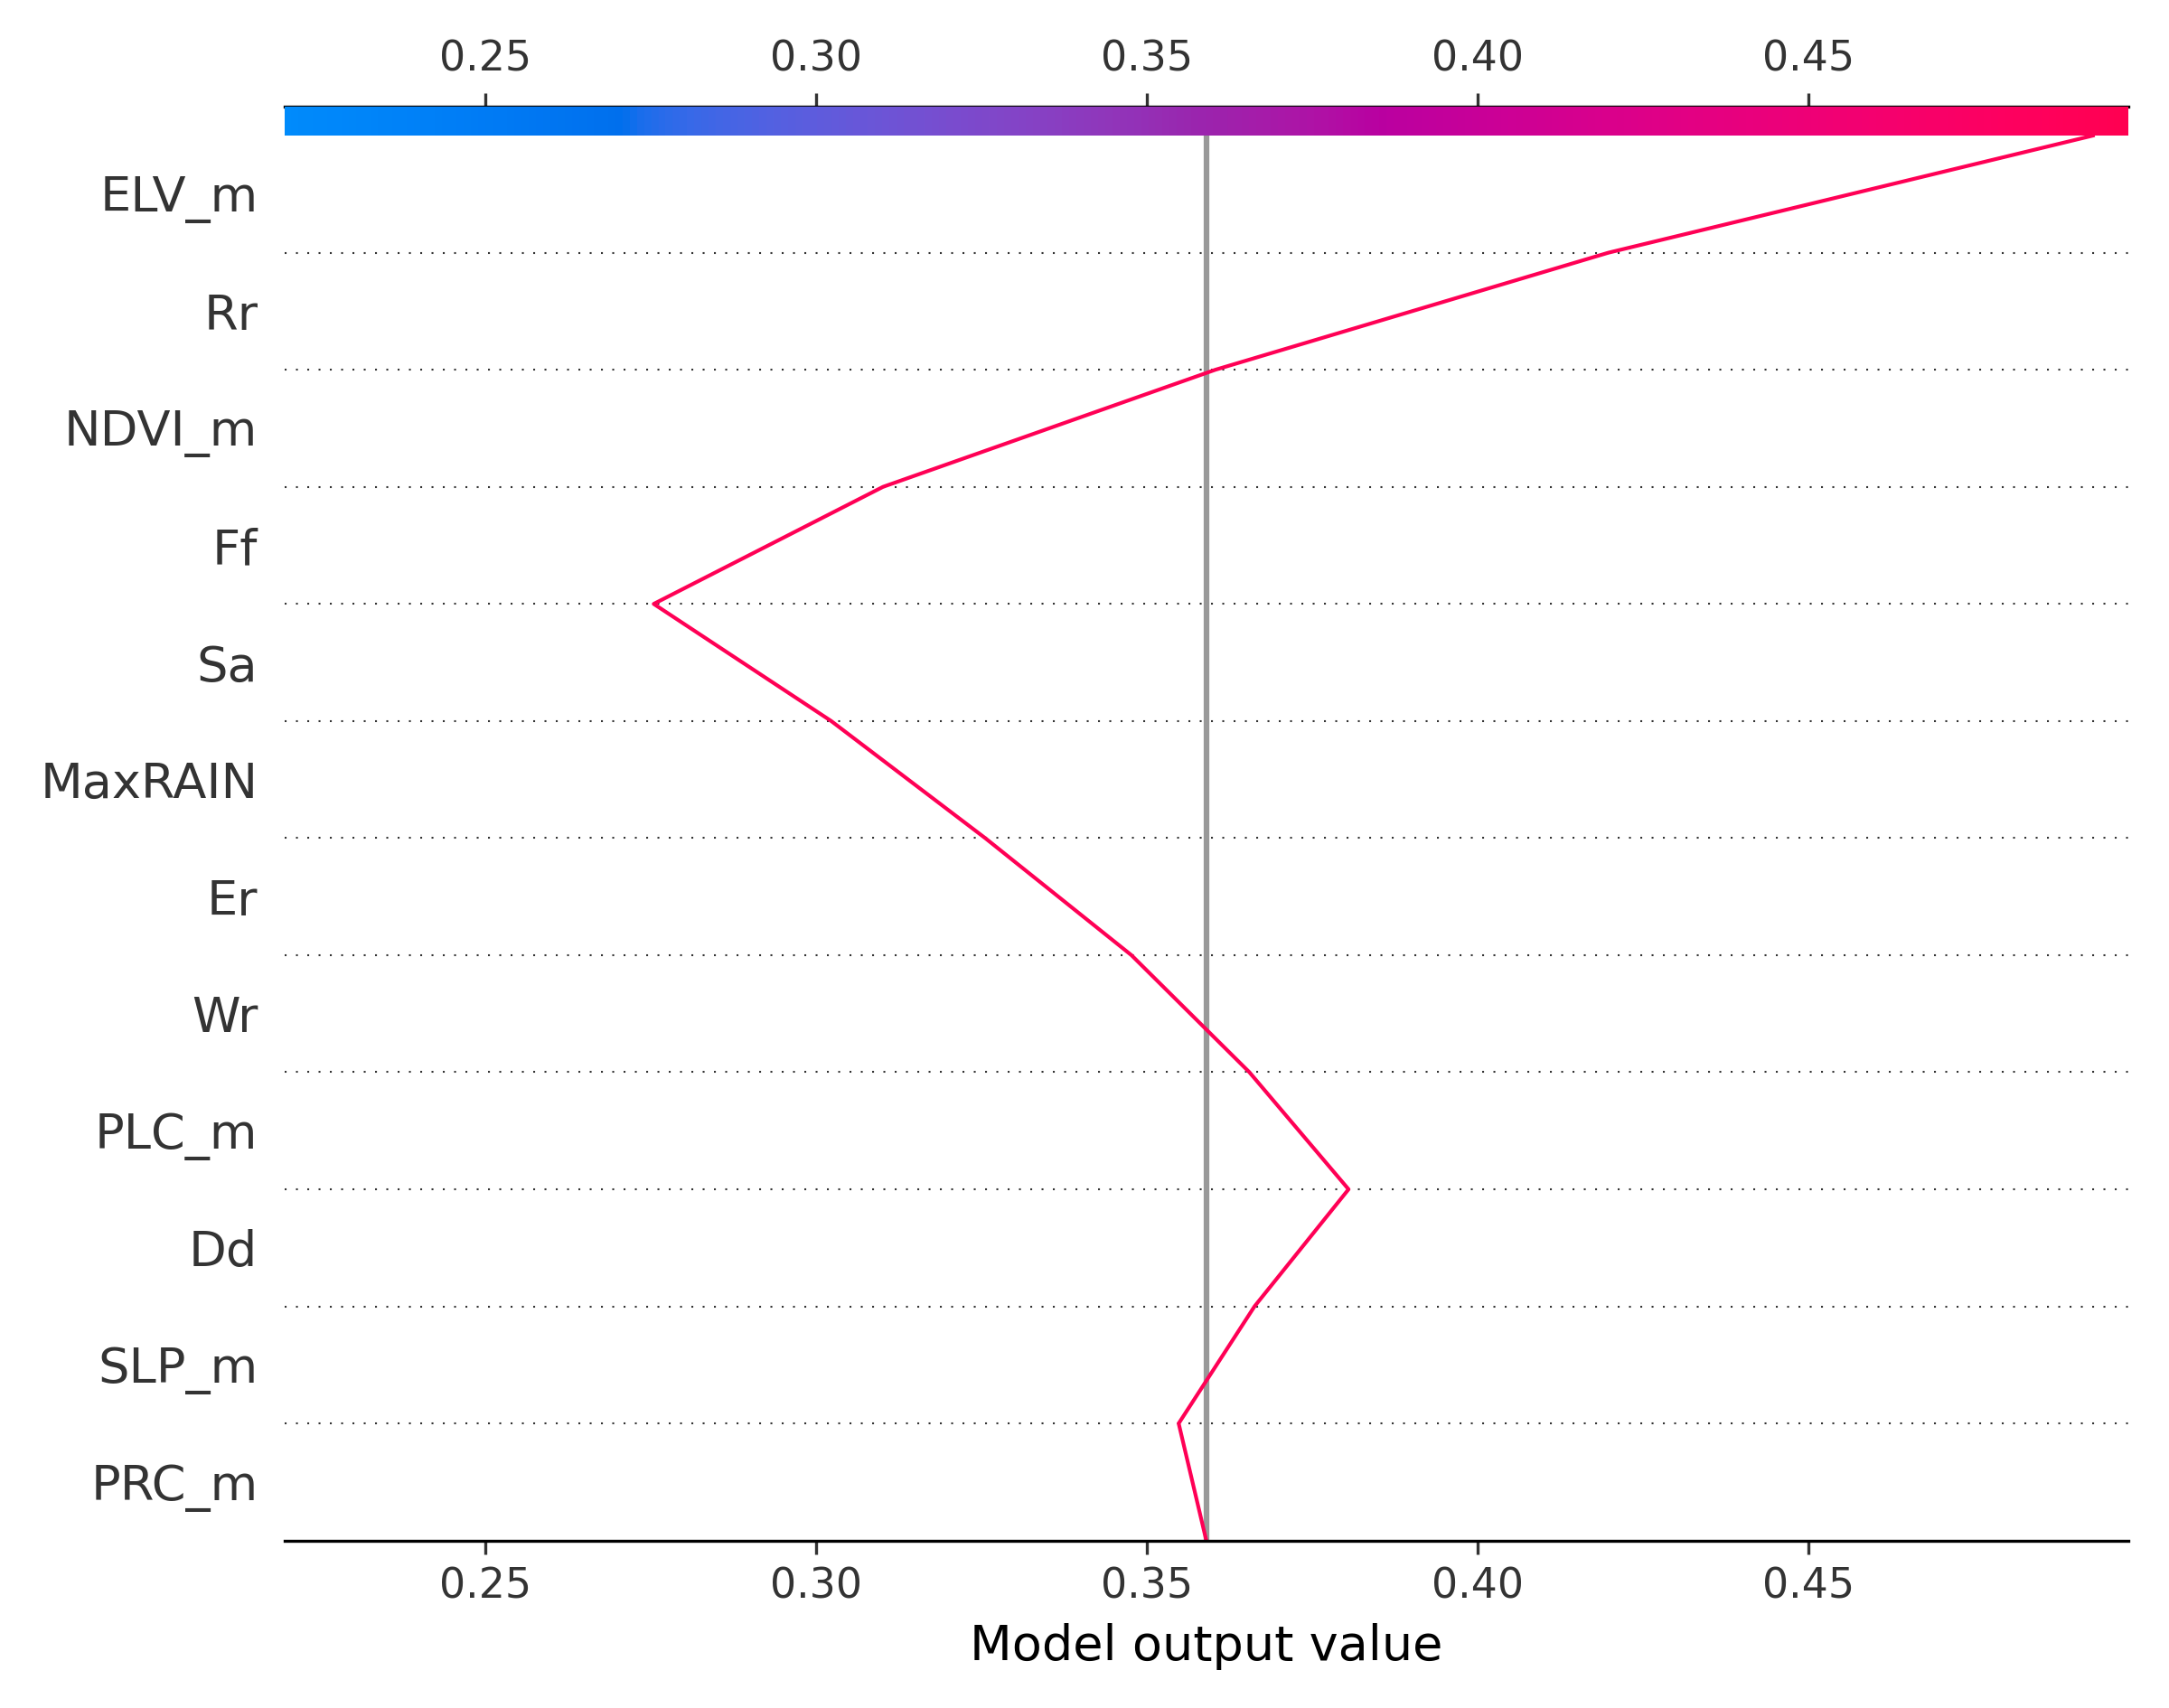 0.25 0.30 0.35 0.40 0.45
ELV_m
Rr
NDVI_m
Ff
Sa
MaxRAIN
Er
Wr
PLC_m
Dd
SLP_m
PRC_m
0.25 0.30 0.35 0.40 0.45
Model output value